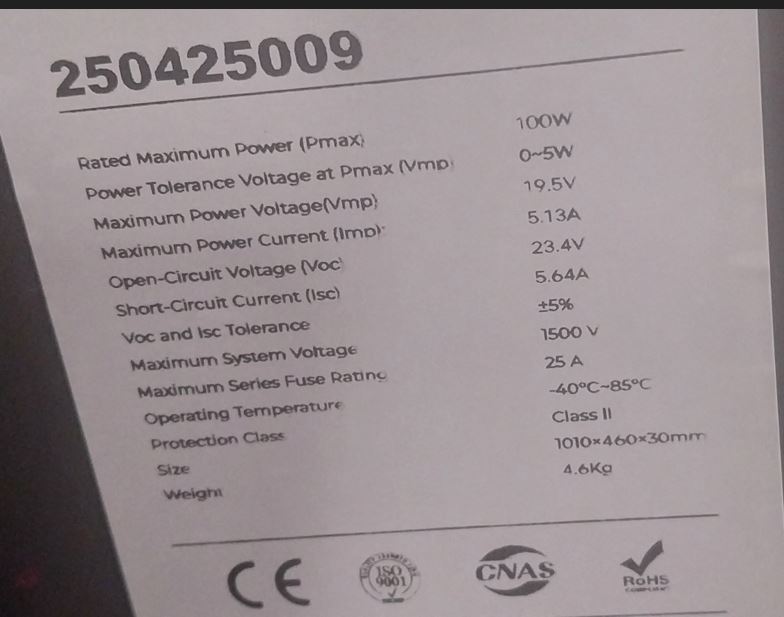 250425009
Rated Maximum Power (Pmax) 100W
Power Tolerance Voltage at Pmax (Vmp) 0~5W
Maximum Power Voltage(Vmp) 19.5V
Maximum Power Current (Imp) 5.13A
Open-Circuit Voltage (Voc) 23.4V
Short-Circuit Current (Isc) 5.64A
Voc and Isc Tolerance ±5%
Maximum System Voltage 1500 V
Maximum Series Fuse Rating 25 A
Operating Temperature -40°C~85°C
Protection Class Class II
Size 1010×460×30mm
Weight 4.6Kg
CE
ISO
9001
CNAS
RoHS